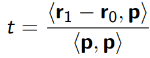 t = ⟨r₁ − r₀, p⟩ / ⟨p, p⟩